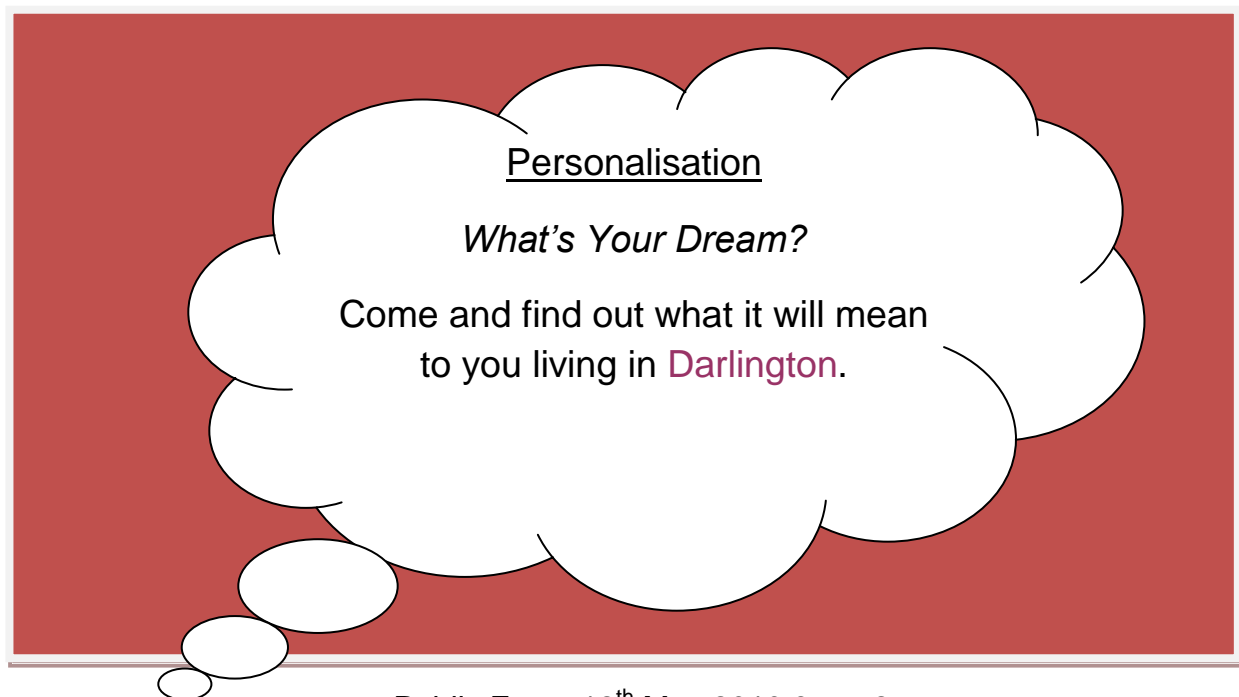 Personalisation
What's Your Dream?
Come and find out what it will mean
to you living in Darlington.